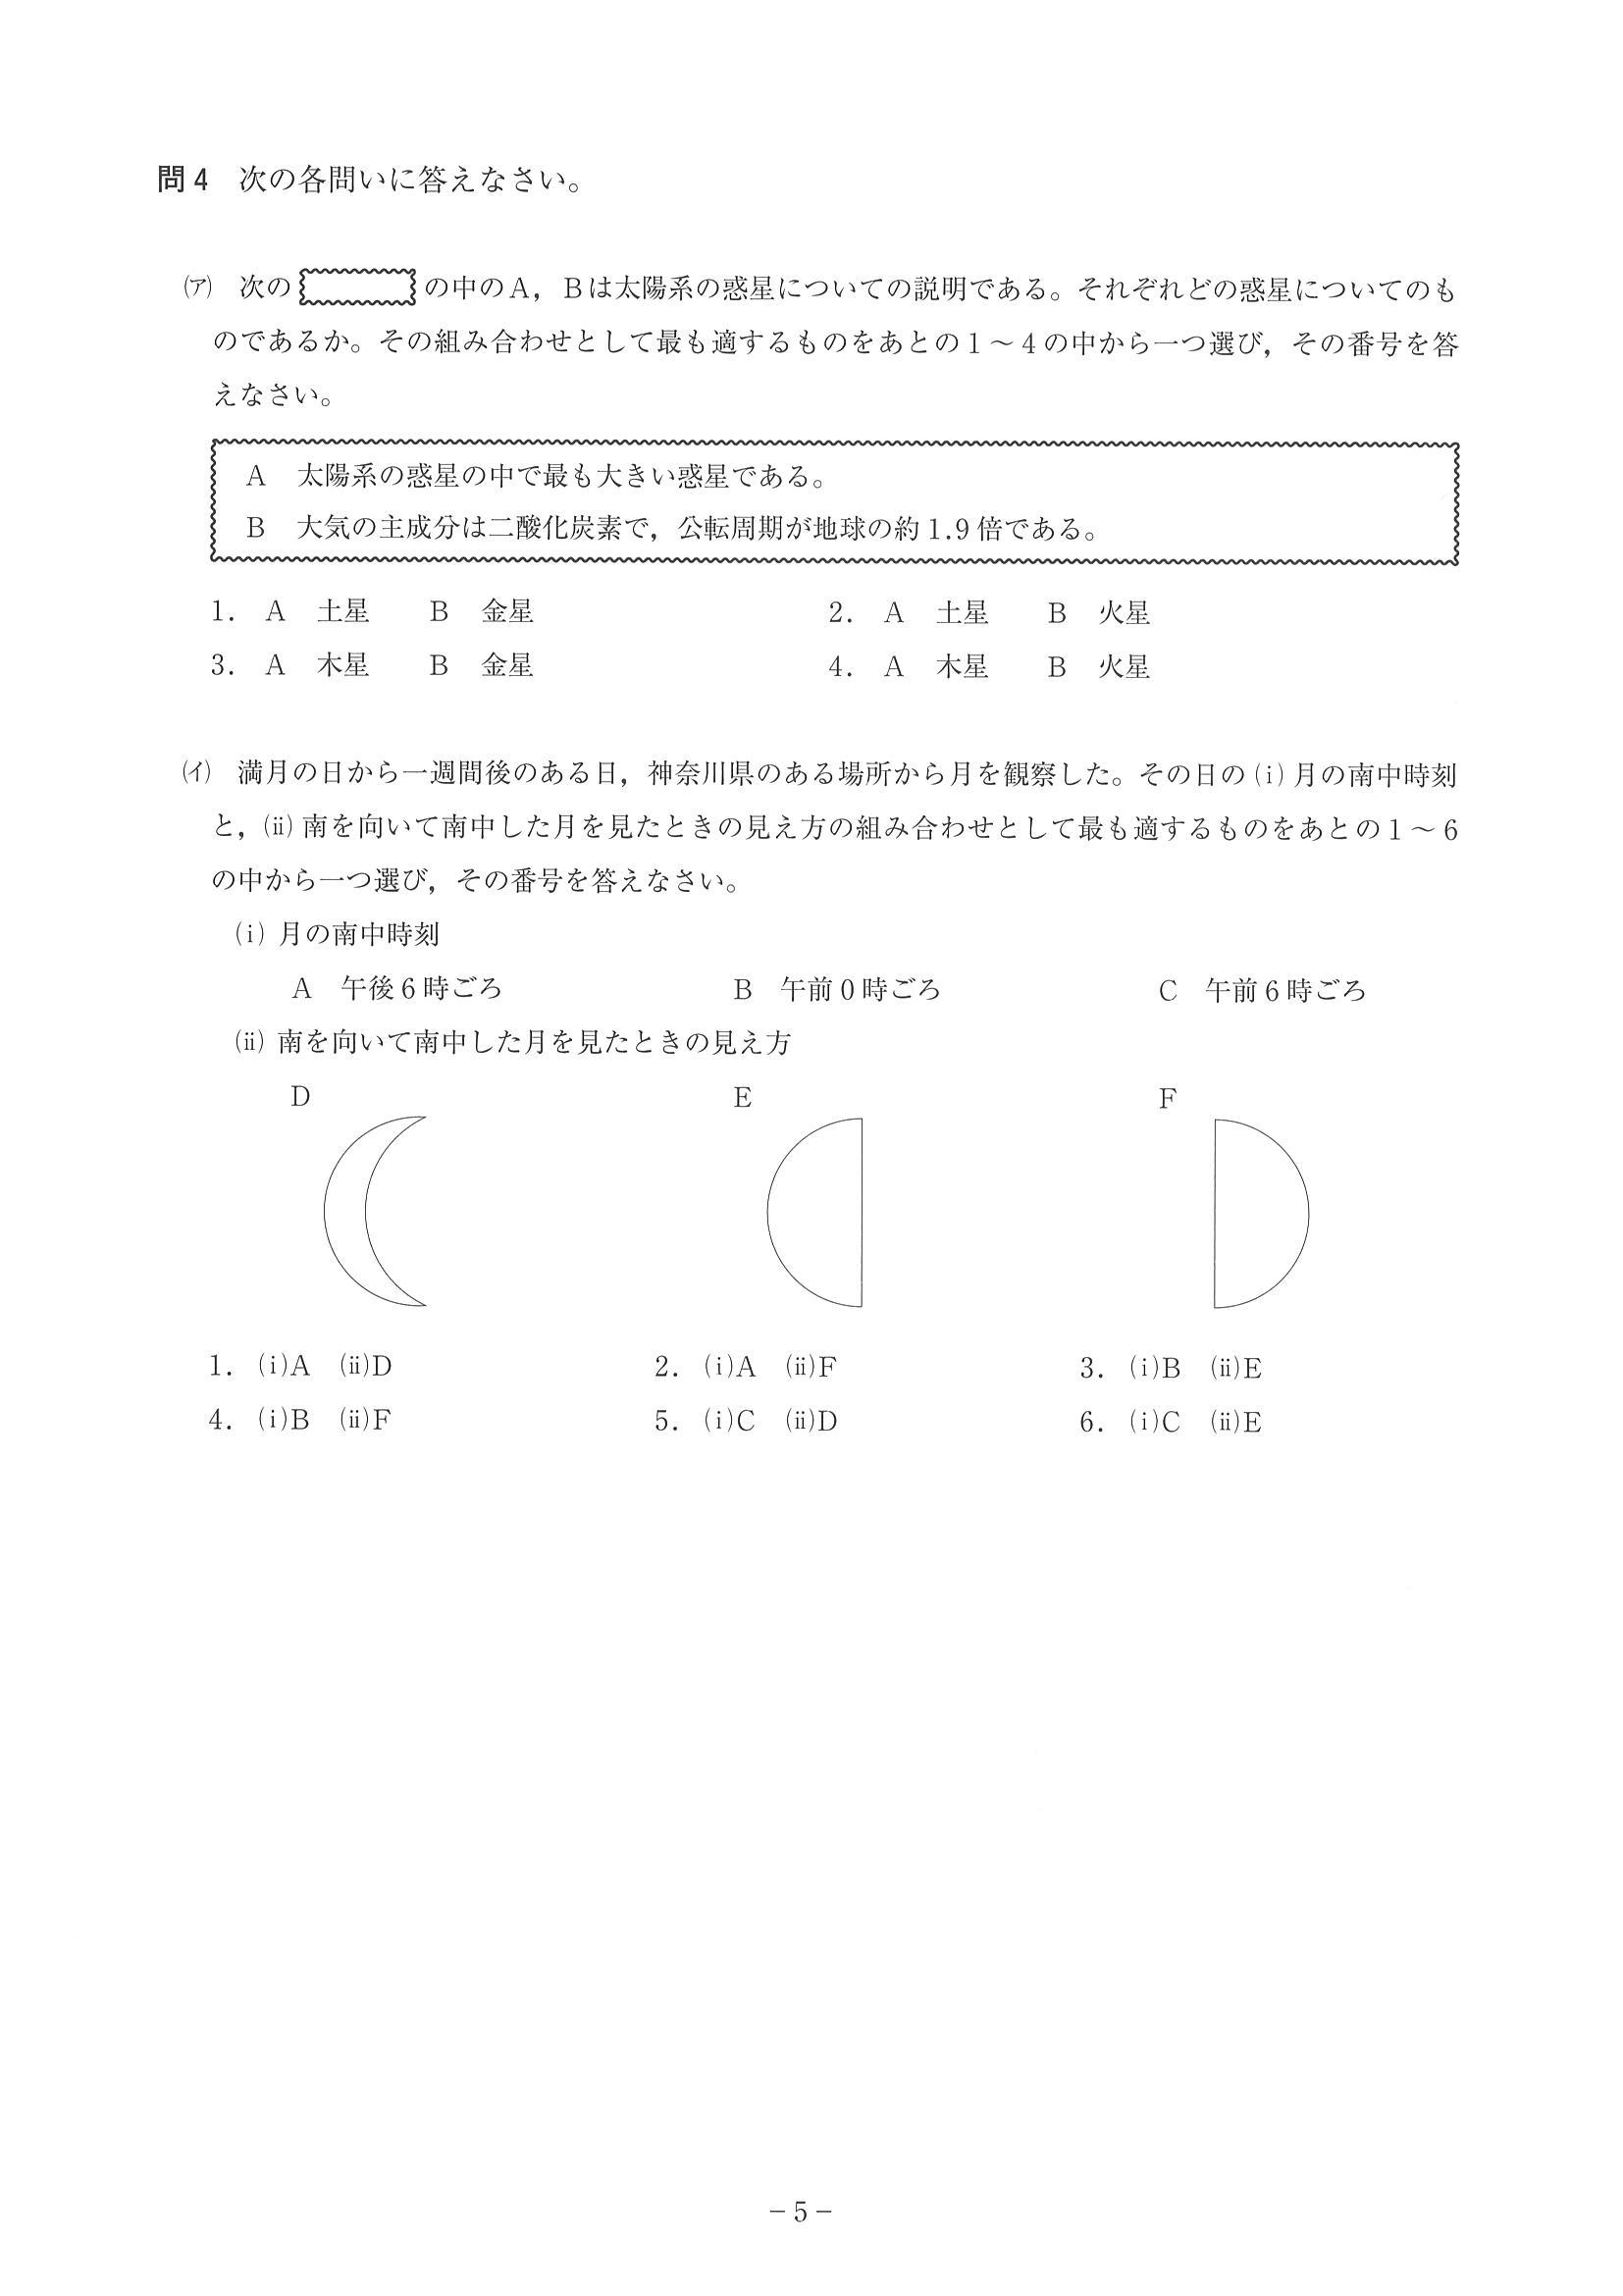 問4　次の各問いに答えなさい。
(ア)　次の　　　　の中のA，Bは太陽系の惑星についての説明である。それぞれどの惑星についてのも
のであるか。その組み合わせとして最も適するものをあとの1～4の中から一つ選び，その番号を答
えなさい。
A　太陽系の惑星の中で最も大きい惑星である。
B　大気の主成分は二酸化炭素で，公転周期が地球の約1.9倍である。
1．A　土星　B　金星　2．A　土星　B　火星
3．A　木星　B　金星　4．A　木星　B　火星
(イ)　満月の日から一週間後のある日，神奈川県のある場所から月を観察した。その日の(ⅰ)月の南中時刻
と，(ⅱ)南を向いて南中した月を見たときの見え方の組み合わせとして最も適するものをあとの1～6
の中から一つ選び，その番号を答えなさい。
(ⅰ) 月の南中時刻
A　午後6時ごろ　B　午前0時ごろ　C　午前6時ごろ
(ⅱ) 南を向いて南中した月を見たときの見え方
D　E　F
1．(ⅰ)A　(ⅱ)D　2．(ⅰ)A　(ⅱ)F　3．(ⅰ)B　(ⅱ)E
4．(ⅰ)B　(ⅱ)F　5．(ⅰ)C　(ⅱ)D　6．(ⅰ)C　(ⅱ)E
－5－